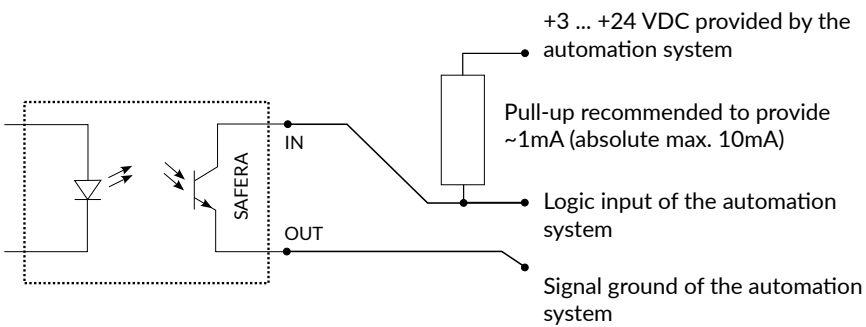 +3 ... +24 VDC provided by the
automation system
Pull-up recommended to provide
~1mA (absolute max. 10mA)
IN
SAFERA
Logic input of the automation
system
OUT
Signal ground of the automation
system